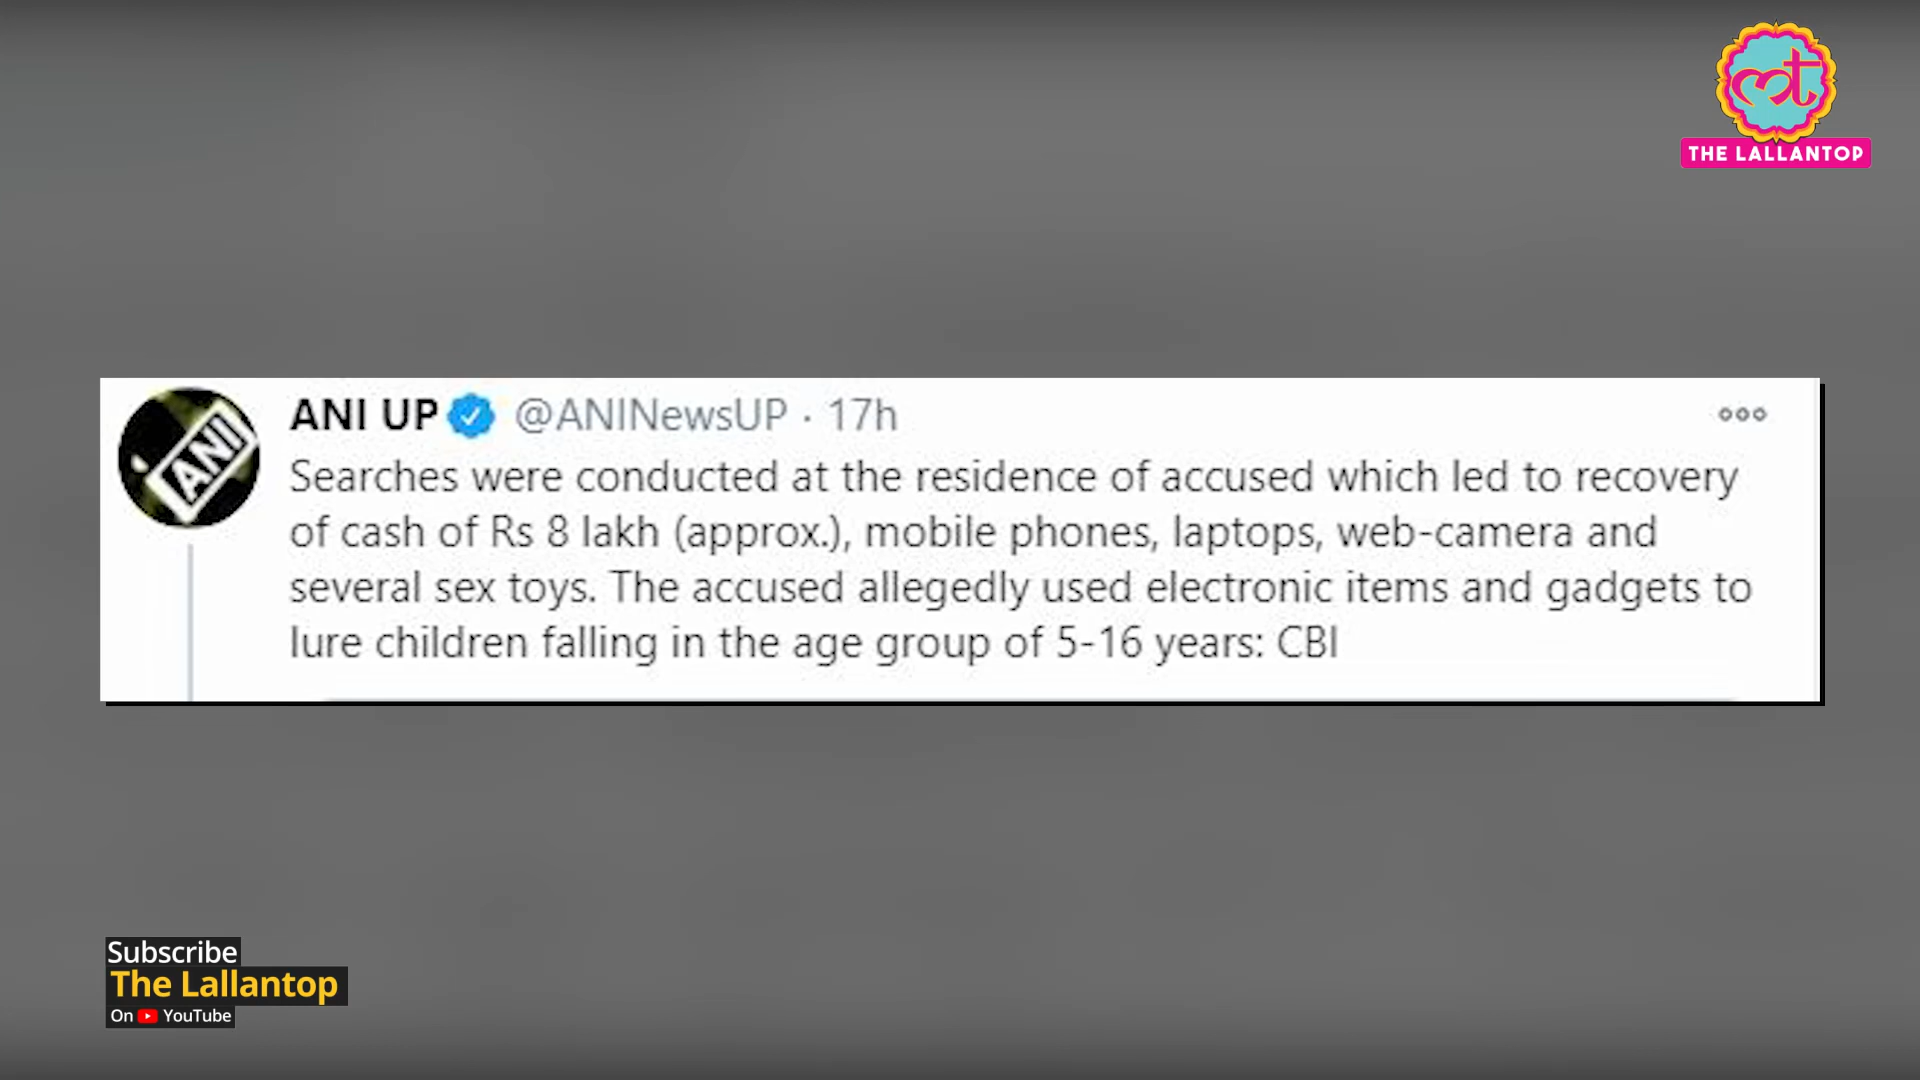 THE LALLANTOP
ANI
ANI UP @ANINewsUP · 17h
Searches were conducted at the residence of accused which led to recovery
of cash of Rs 8 lakh (approx.), mobile phones, laptops, web-camera and
several sex toys. The accused allegedly used electronic items and gadgets to
lure children falling in the age group of 5-16 years: CBI
Subscribe
The Lallantop
On YouTube